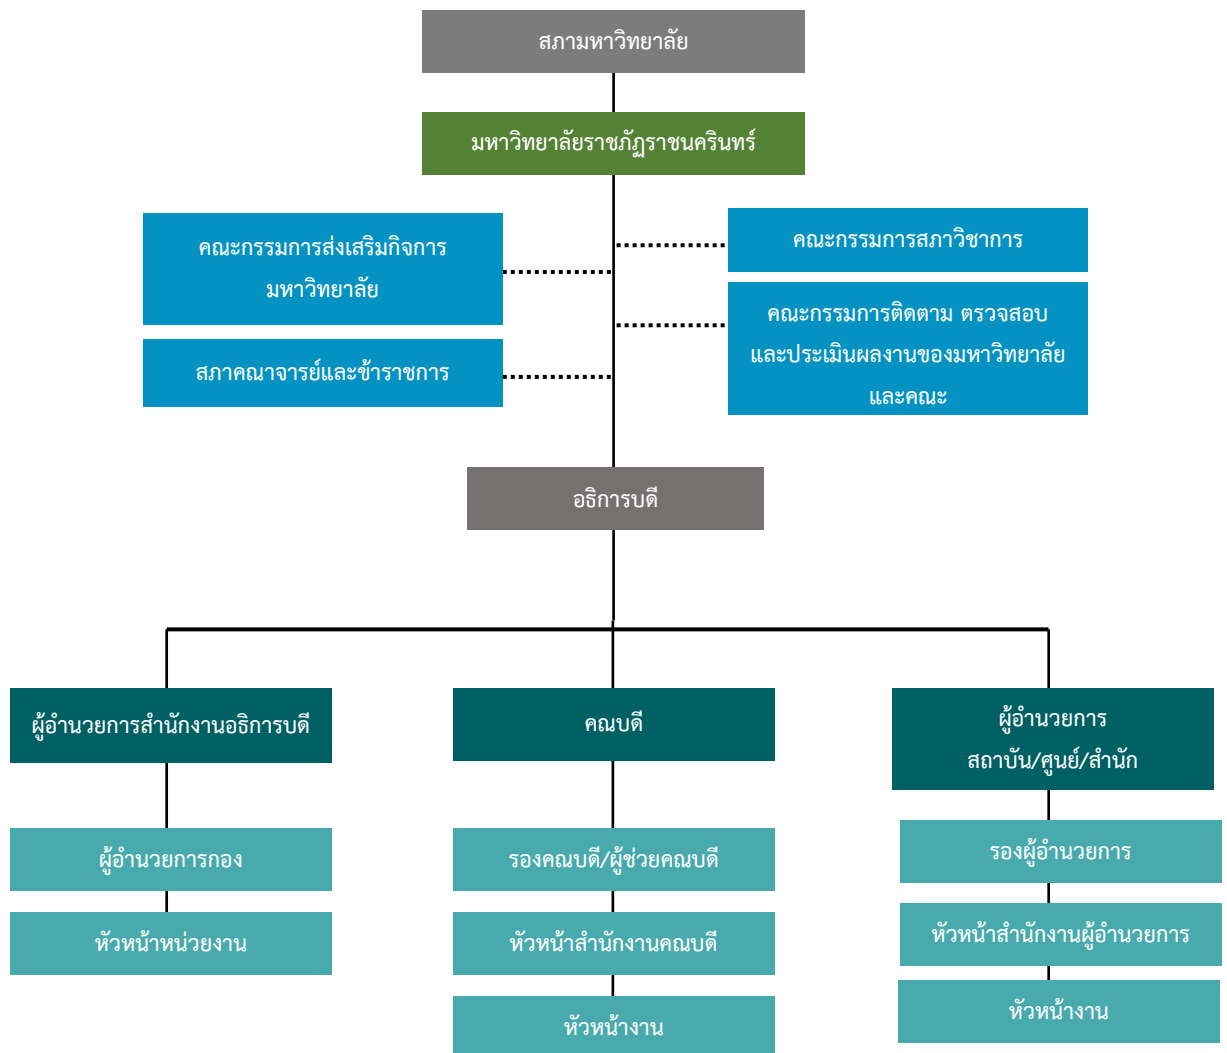 สภามหาวิทยาลัย
มหาวิทยาลัยราชภัฏราชนครินทร์
คณะกรรมการส่งเสริมกิจการ
มหาวิทยาลัย
คณะกรรมการสภาวิชาการ
คณะกรรมการติดตาม ตรวจสอบ
และประเมินผลงานของมหาวิทยาลัย
และคณะ
สภาคณาจารย์และข้าราชการ
อธิการบดี
ผู้อำนวยการสำนักงานอธิการบดี
คณบดี
ผู้อำนวยการ
สถาบัน/ศูนย์/สำนัก
ผู้อำนวยการกอง
รองคณบดี/ผู้ช่วยคณบดี
รองผู้อำนวยการ
หัวหน้าหน่วยงาน
หัวหน้าสำนักงานคณบดี
หัวหน้าสำนักงานผู้อำนวยการ
หัวหน้างาน
หัวหน้างาน